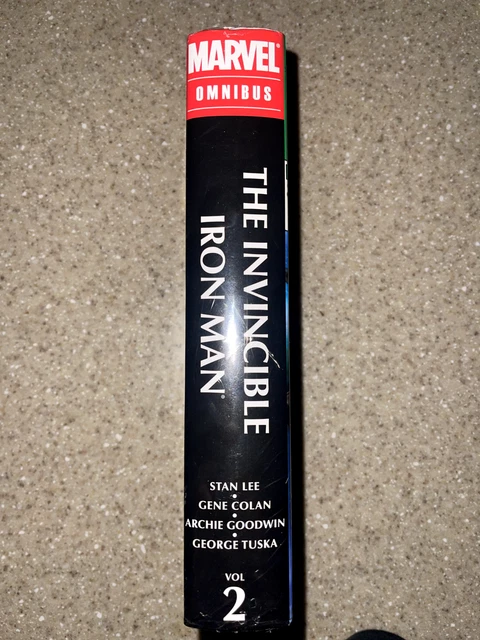 MARVEL®
OMNIBUS
THE INVINCIBLE
IRON MAN®
STAN LEE
•
GENE COLAN
•
ARCHIE GOODWIN
•
GEORGE TUSKA
VOL
2